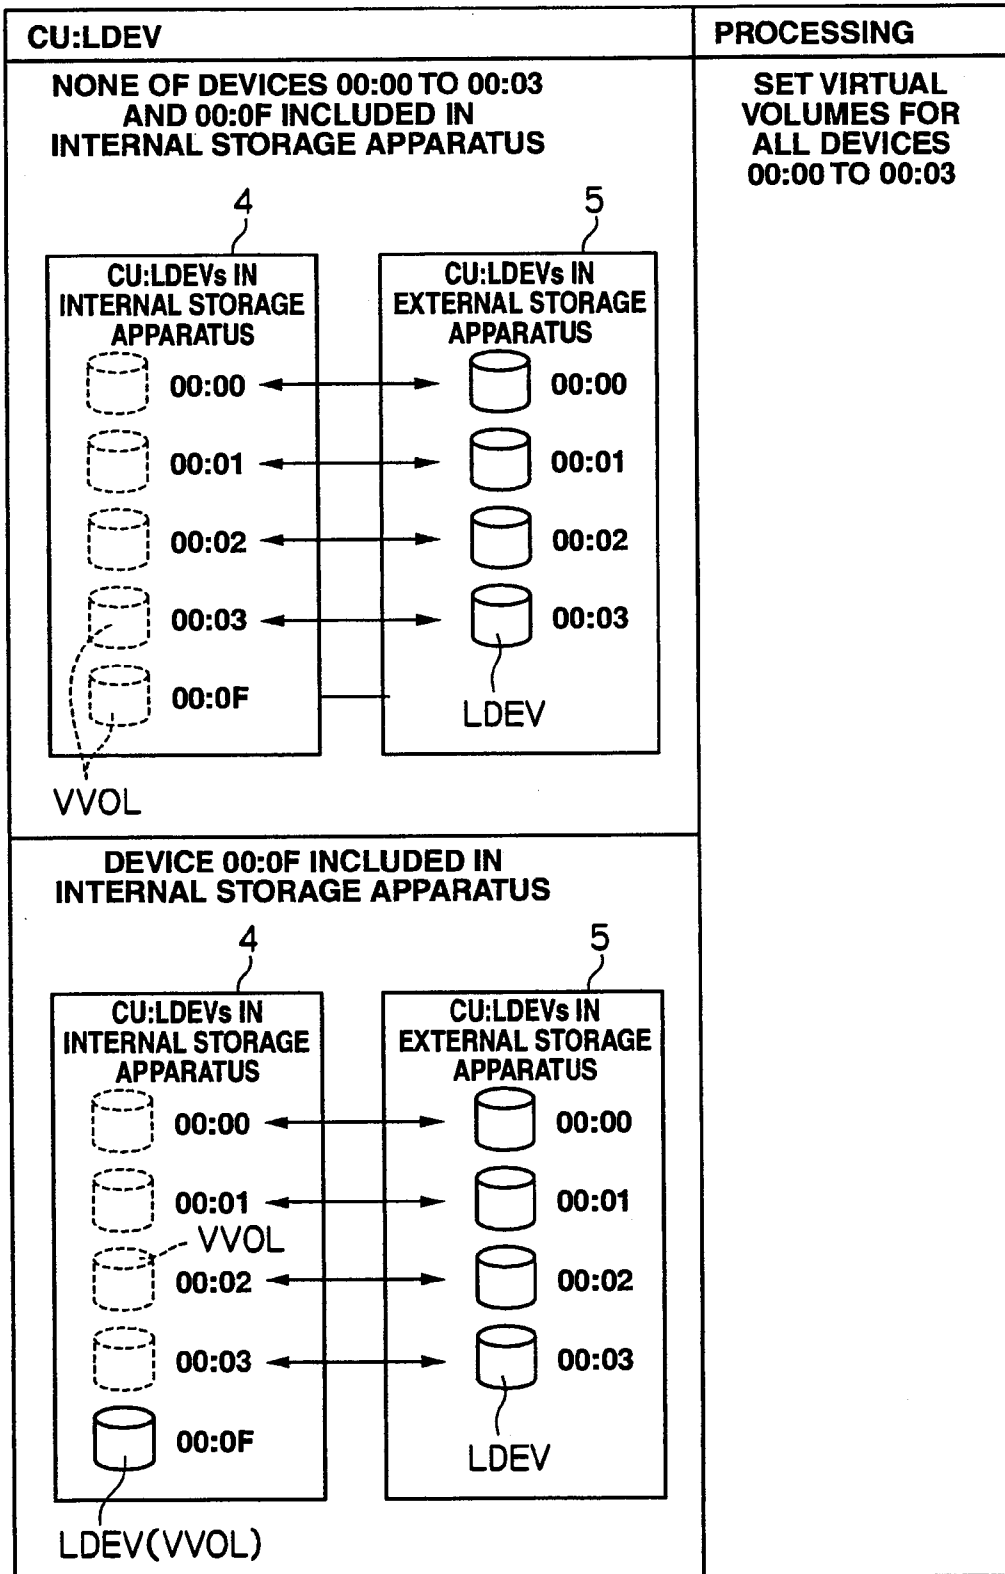 CU:LDEV
PROCESSING
NONE OF DEVICES 00:00 TO 00:03
AND 00:0F INCLUDED IN
INTERNAL STORAGE APPARATUS
SET VIRTUAL
VOLUMES FOR
ALL DEVICES
00:00 TO 00:03
4
5
CU:LDEVs IN
INTERNAL STORAGE
APPARATUS
CU:LDEVs IN
EXTERNAL STORAGE
APPARATUS
00:00
00:00
00:01
00:01
00:02
00:02
00:03
00:03
00:0F
LDEV
VVOL
DEVICE 00:0F INCLUDED IN
INTERNAL STORAGE APPARATUS
4
5
CU:LDEVs IN
INTERNAL STORAGE
APPARATUS
CU:LDEVs IN
EXTERNAL STORAGE
APPARATUS
00:00
00:00
00:01
00:01
VVOL
00:02
00:02
00:03
00:03
00:0F
LDEV
LDEV(VVOL)